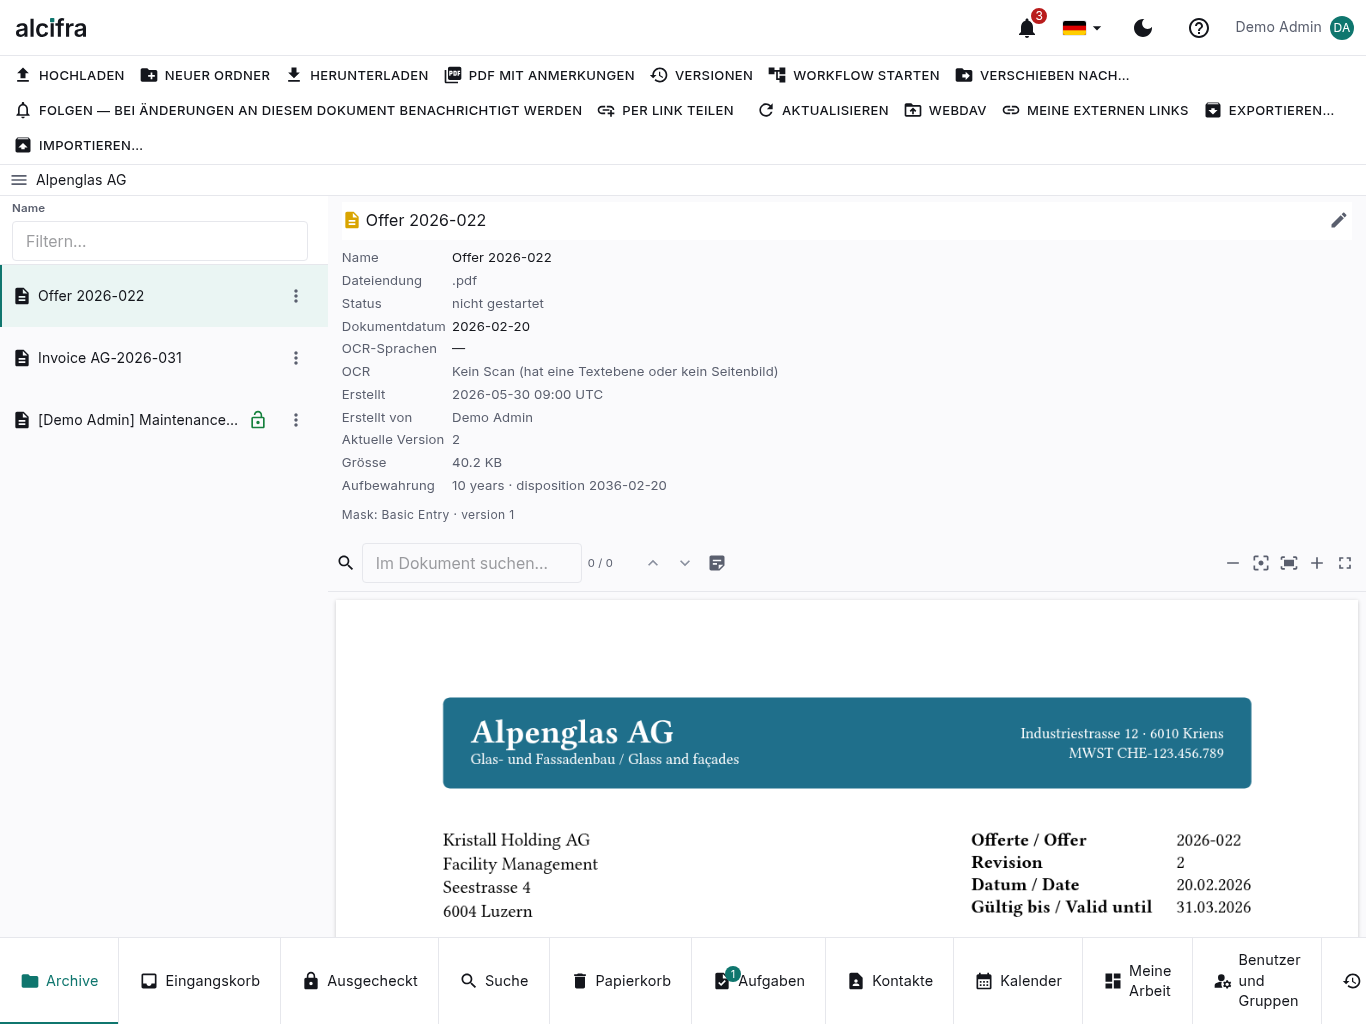 alcifra
3
Demo Admin
DA
HOCHLADEN
NEUER ORDNER
HERUNTERLADEN
PDF MIT ANMERKUNGEN
VERSIONEN
WORKFLOW STARTEN
VERSCHIEBEN NACH...
FOLGEN — BEI ÄNDERUNGEN AN DIESEM DOKUMENT BENACHRICHTIGT WERDEN
PER LINK TEILEN
AKTUALISIEREN
WEBDAV
MEINE EXTERNEN LINKS
EXPORTIEREN...
IMPORTIEREN...
Alpenglas AG
Name
Filtern...
Offer 2026-022
Invoice AG-2026-031
[Demo Admin] Maintenance...
Offer 2026-022
Name Offer 2026-022
Dateiendung .pdf
Status nicht gestartet
Dokumentdatum 2026-02-20
OCR-Sprachen —
OCR Kein Scan (hat eine Textebene oder kein Seitenbild)
Erstellt 2026-05-30 09:00 UTC
Erstellt von Demo Admin
Aktuelle Version 2
Grösse 40.2 KB
Aufbewahrung 10 years · disposition 2036-02-20
Mask: Basic Entry · version 1
Im Dokument suchen...
0 / 0
PDF
Alpenglas AG
Glas- und Fassadenbau / Glass and façades
Industriestrasse 12 · 6010 Kriens
MWST CHE-123.456.789
Kristall Holding AG
Facility Management
Seestrasse 4
6004 Luzern
Offerte / Offer 2026-022
Revision 2
Datum / Date 20.02.2026
Gültig bis / Valid until 31.03.2026
Archive
Eingangskorb
Ausgecheckt
Suche
Papierkorb
1
Aufgaben
Kontakte
Kalender
Meine
Arbeit
Benutzer
und
Gruppen